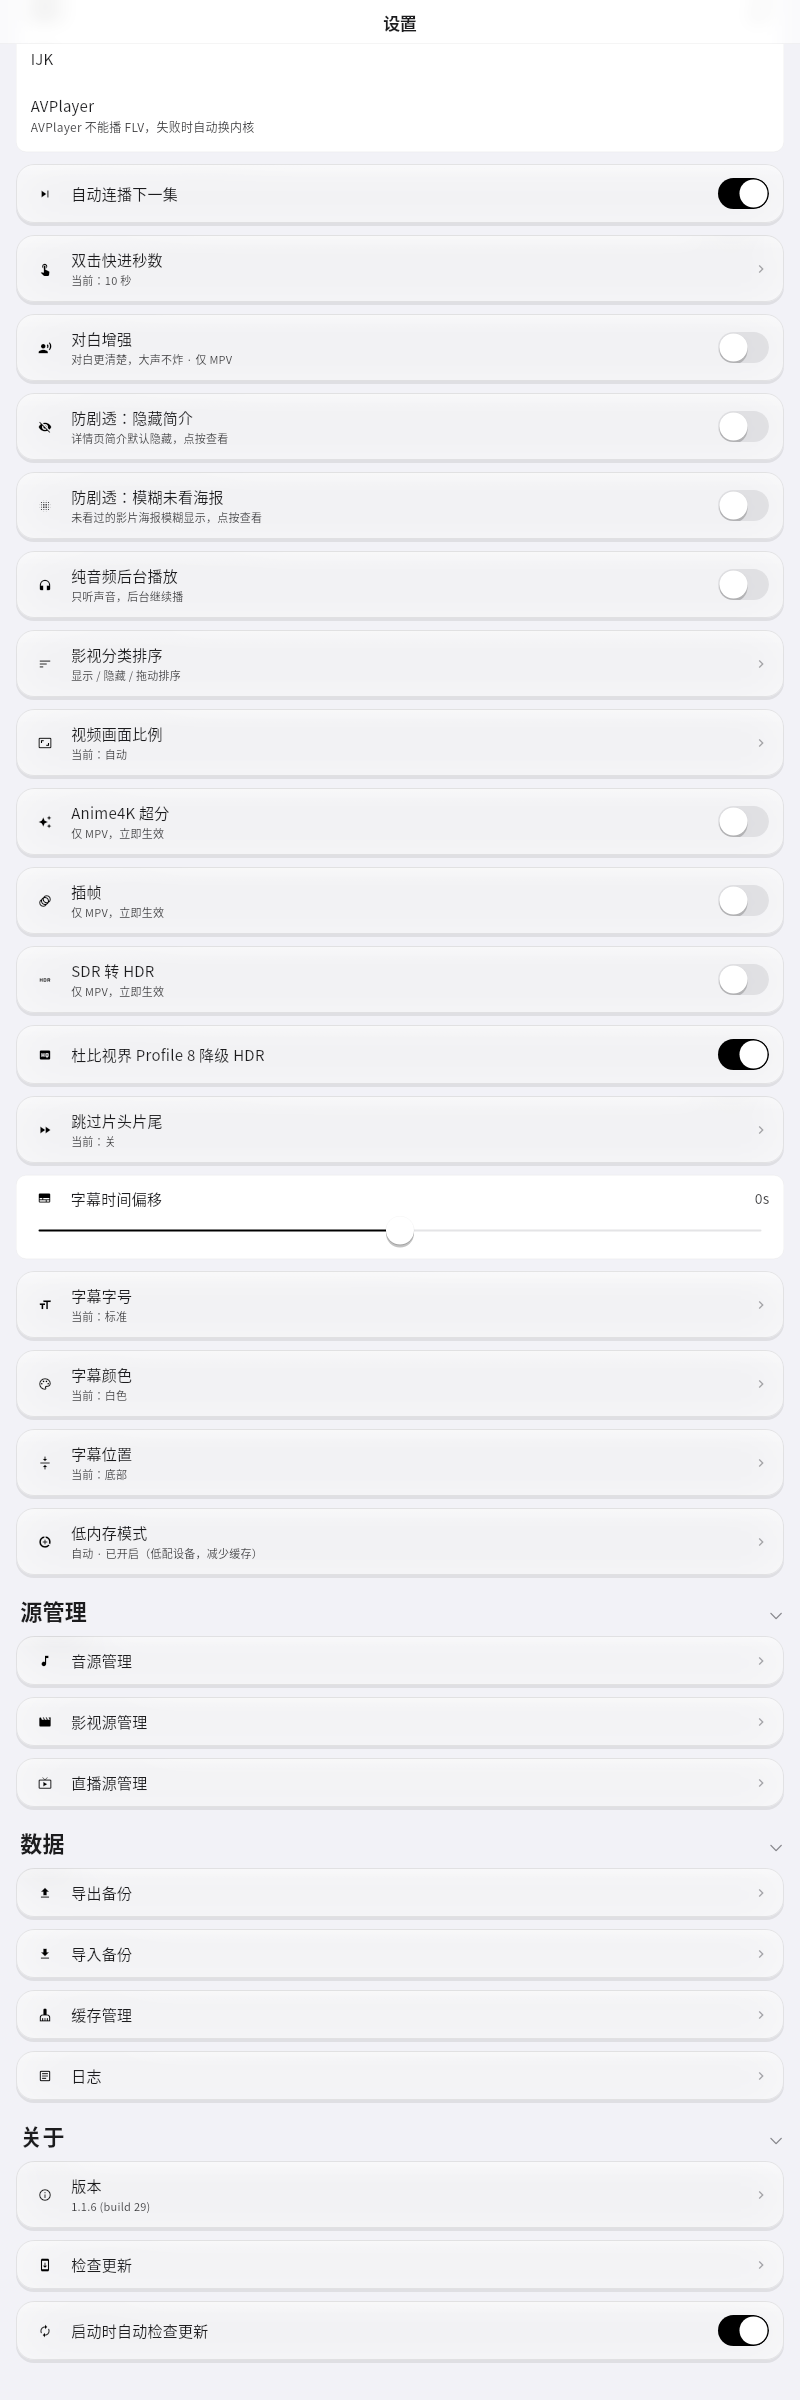 设置
IJK
AVPlayer
AVPlayer 不能播 FLV，失败时自动换内核
自动连播下一集
双击快进秒数
当前：10 秒
对白增强
对白更清楚，大声不炸 · 仅 MPV
防剧透：隐藏简介
详情页简介默认隐藏，点按查看
防剧透：模糊未看海报
未看过的影片海报模糊显示，点按查看
纯音频后台播放
只听声音，后台继续播
影视分类排序
显示 / 隐藏 / 拖动排序
视频画面比例
当前：自动
Anime4K 超分
仅 MPV，立即生效
插帧
仅 MPV，立即生效
HDR
SDR 转 HDR
仅 MPV，立即生效
HD
杜比视界 Profile 8 降级 HDR
跳过片头片尾
当前：关
字幕时间偏移
0s
字幕字号
当前：标准
字幕颜色
当前：白色
字幕位置
当前：底部
低内存模式
自动 · 已开启（低配设备，减少缓存）
源管理
音源管理
影视源管理
直播源管理
数据
导出备份
导入备份
缓存管理
日志
关于
版本
1.1.6 (build 29)
检查更新
启动时自动检查更新